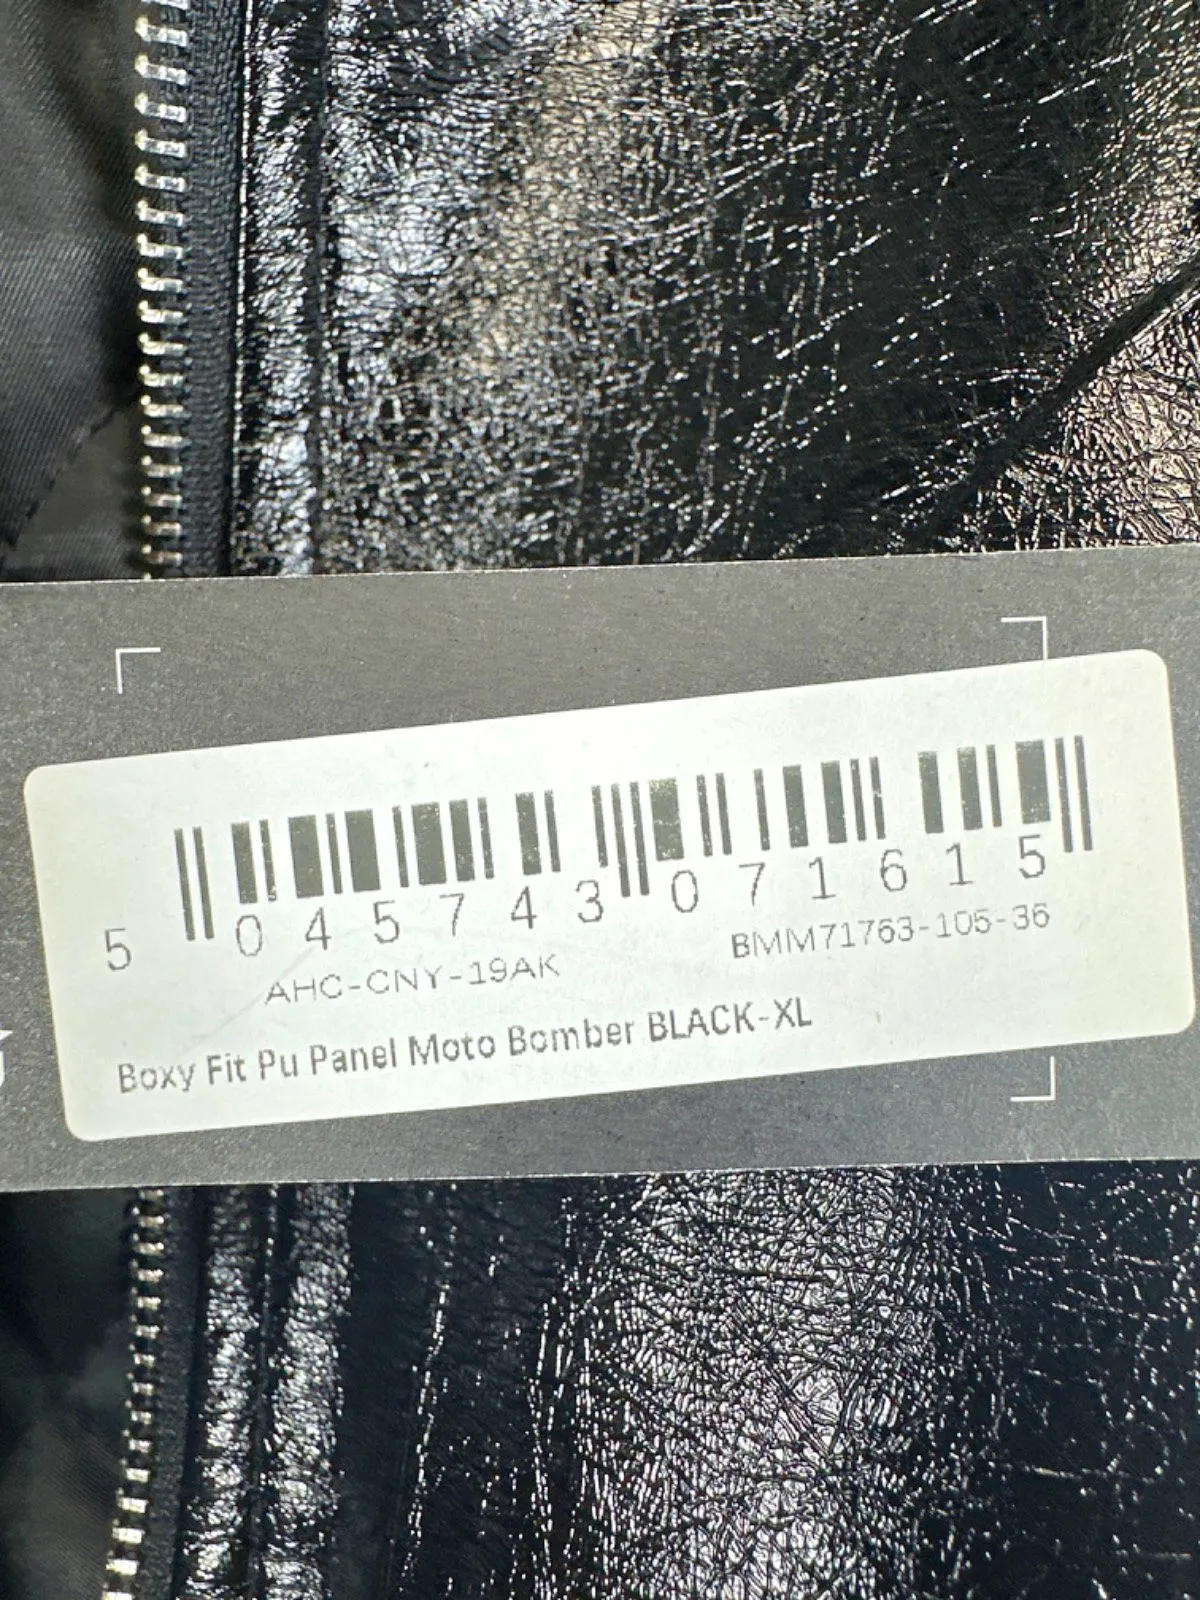 5 045743 071615
AHC-CNY-19AK BMM71763-105-36
Boxy Fit Pu Panel Moto Bomber BLACK-XL